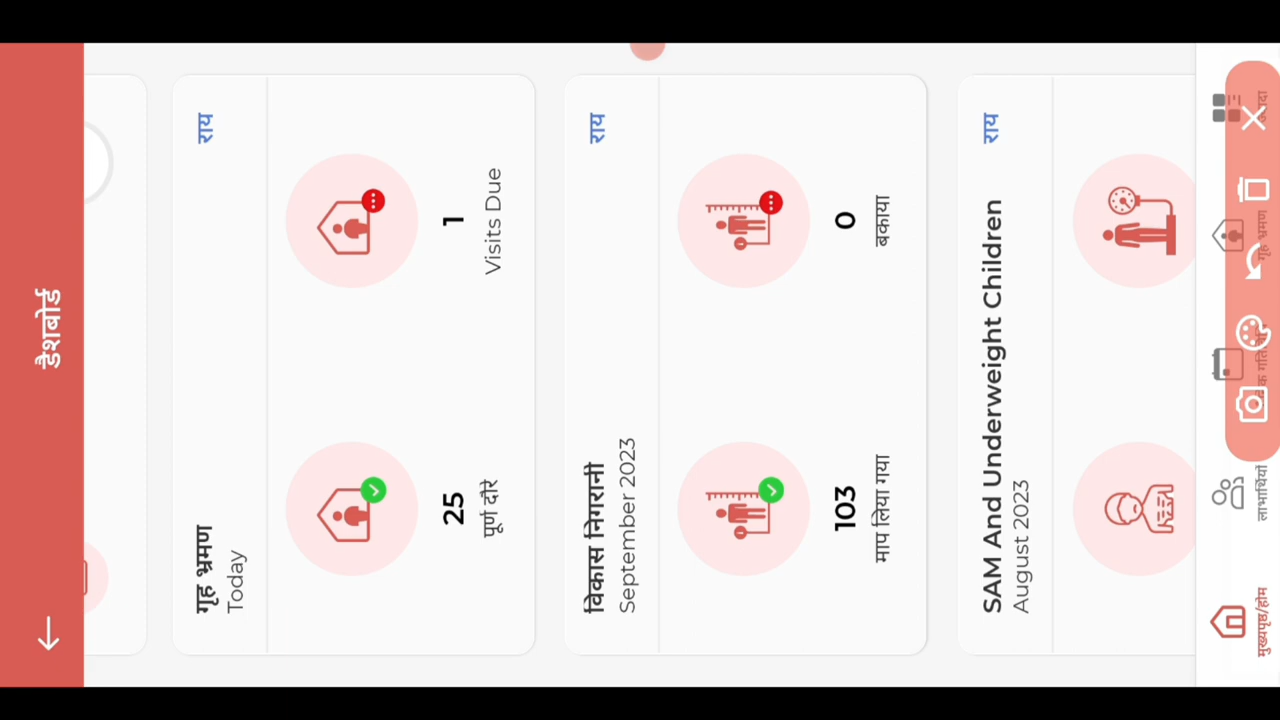 डैशबोर्ड
गृह भ्रमण
Today
राय
25
पूर्ण दौरे
1
Visits Due
विकास निगरानी
September 2023
राय
103
माप लिया गया
0
बकाया
SAM And Underweight Children
August 2023
राय
मुख्यपृष्ठ/होम
लाभार्थियों
गृह भ्रमण